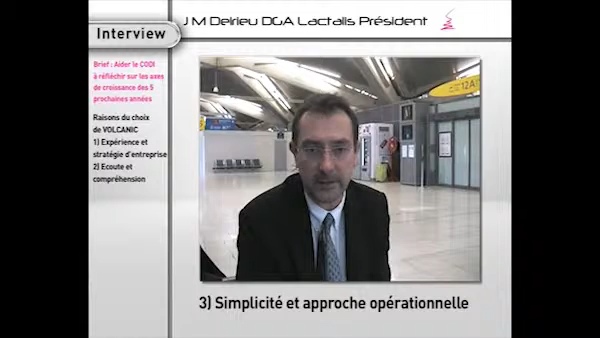 Interview
J M Delrieu DGA Lactalis Président
Brief : Aider le CODI
à réfléchir sur les axes
de croissance des 5
prochaines années
Raisons du choix
de VOLCANIC
1) Expérience et
stratégie d'entreprise
2) Ecoute et
compréhension
12A
3) Simplicité et approche opérationnelle